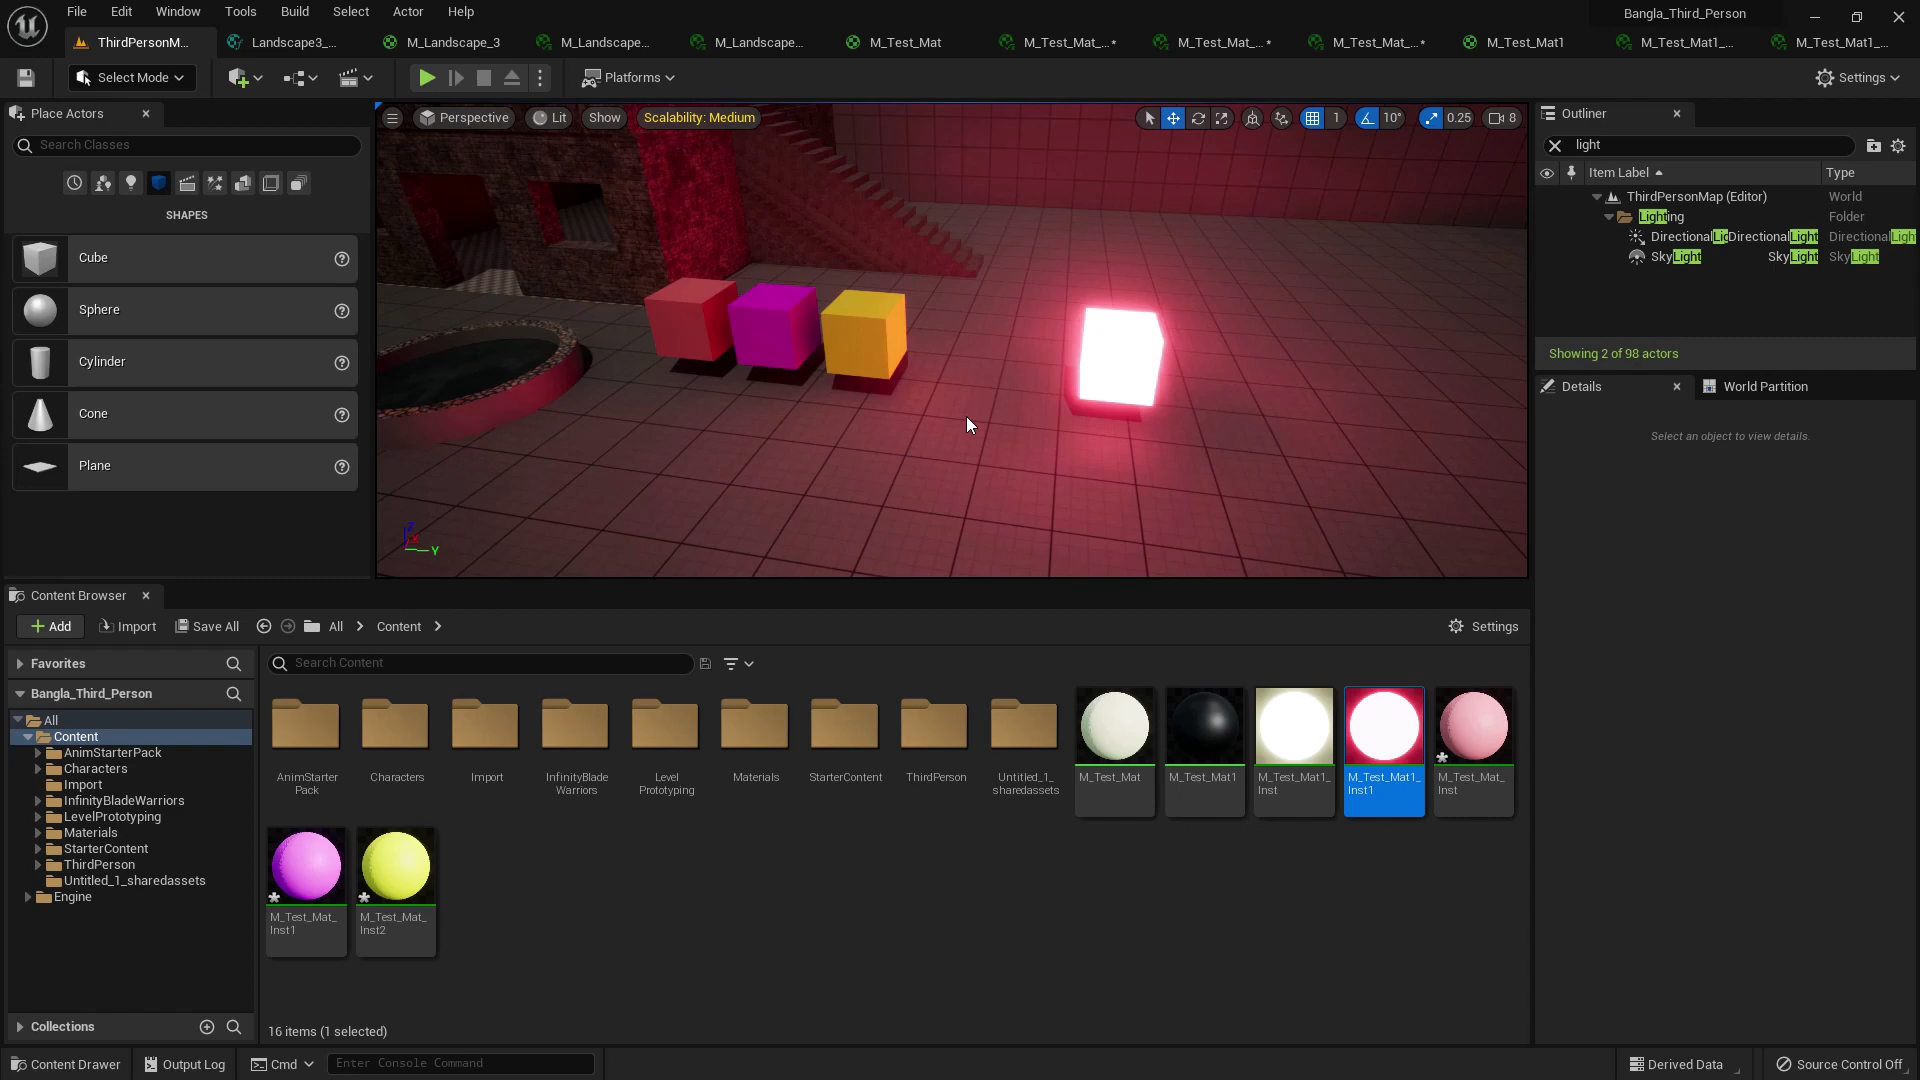 File Edit Window Tools Build Select Actor Help
Bangla_Third_Person
ThirdPersonM...
Landscape3_...
M_Landscape_3
M_Landscape...
M_Landscape...
M_Test_Mat
M_Test_Mat_...*
M_Test_Mat_...*
M_Test_Mat_...*
M_Test_Mat1
M_Test_Mat1_...
M_Test_Mat1_...
Select Mode
Platforms
Settings
Place Actors
Search Classes
SHAPES
Cube
Sphere
Cylinder
Cone
Plane
Perspective
Lit
Show
Scalability: Medium
1
10°
0.25
8
Z
X
Y
Outliner
light
Item Label
Type
ThirdPersonMap (Editor) World
Lighting Folder
DirectionalLig DirectionalLight DirectionalLight
SkyLight SkyLight SkyLight
Showing 2 of 98 actors
Details
World Partition
Select an object to view details.
Content Browser
Add
Import
Save All
All
Content
Settings
Favorites
Search Content
Bangla_Third_Person
All
Content
AnimStarterPack
Characters
Import
InfinityBladeWarriors
LevelPrototyping
Materials
StarterContent
ThirdPerson
Untitled_1_sharedassets
Engine
Collections
AnimStarter
Pack
Characters
Import
InfinityBlade
Warriors
Level
Prototyping
Materials
StarterContent
ThirdPerson
Untitled_1_
sharedassets
M_Test_Mat
M_Test_Mat1
M_Test_Mat1_
Inst
M_Test_Mat1_
Inst1
M_Test_Mat_
Inst
M_Test_Mat_
Inst1
M_Test_Mat_
Inst2
16 items (1 selected)
Content Drawer
Output Log
Cmd
Enter Console Command
Derived Data
Source Control Off